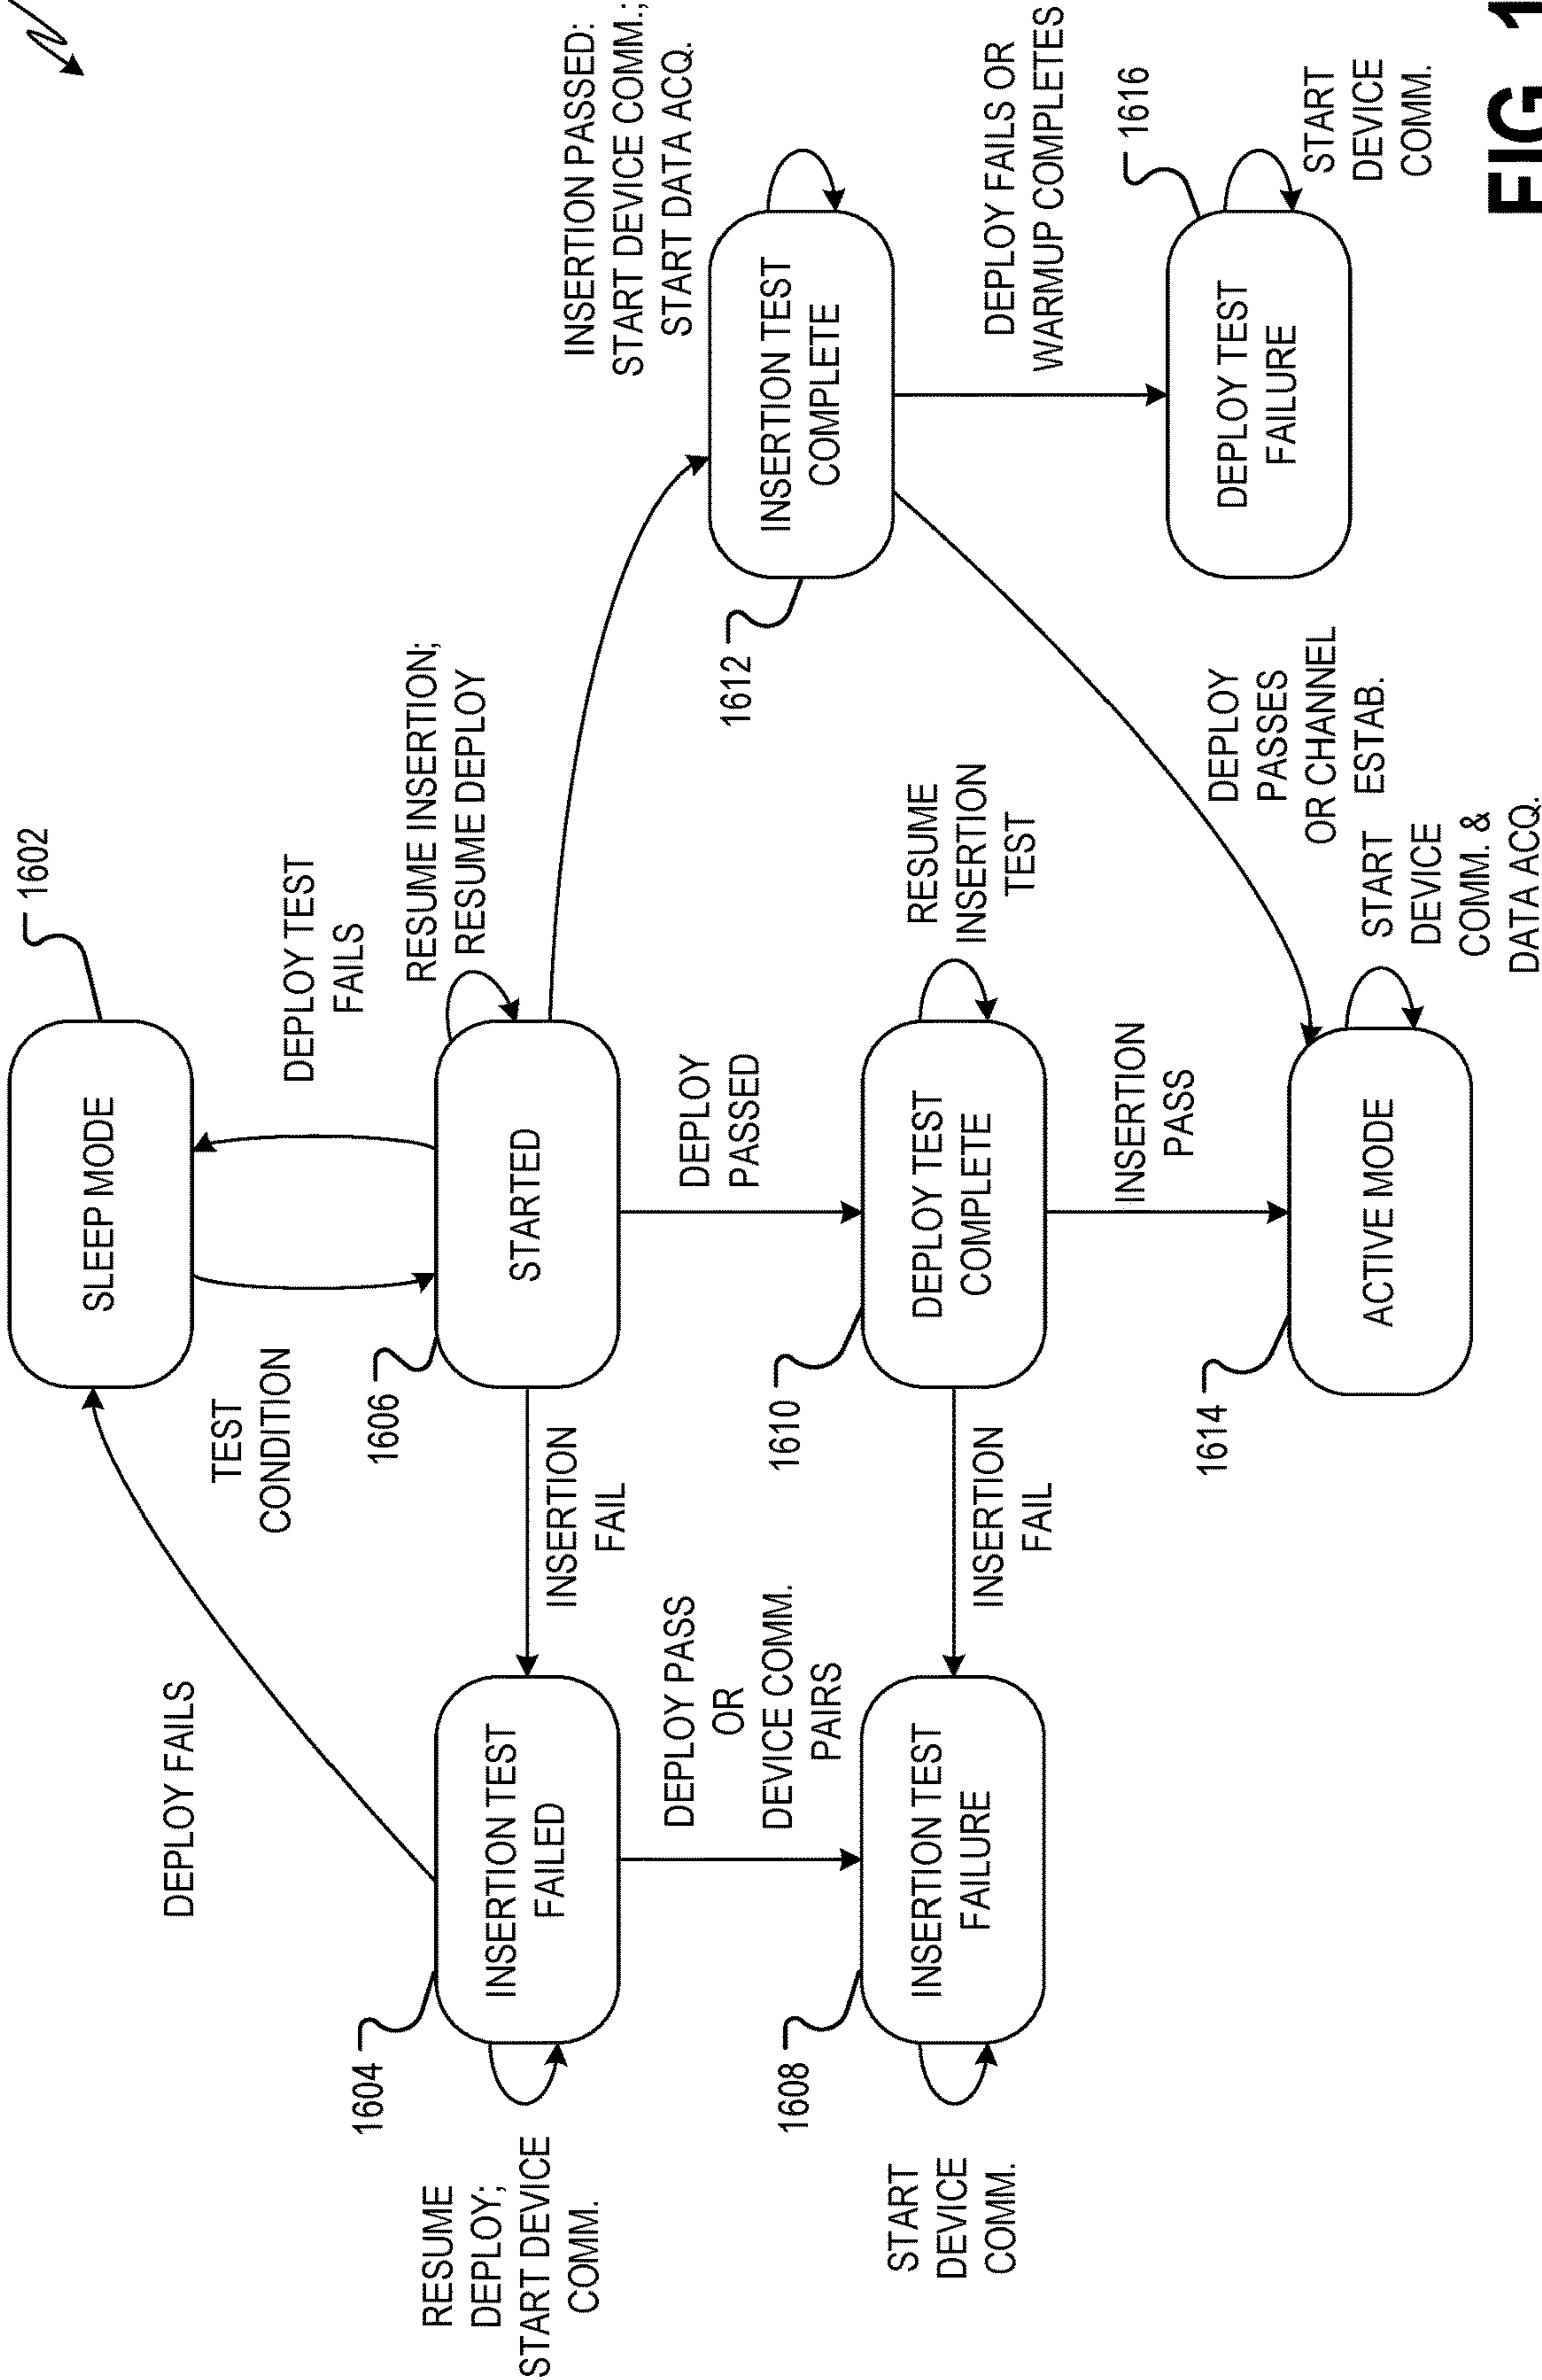 1602
SLEEP MODE
DEPLOY FAILS
TEST
CONDITION
DEPLOY TEST
FAILS
1604
INSERTION TEST
FAILED
RESUME
DEPLOY;
START DEVICE
COMM.
INSERTION
FAIL
1606
STARTED
RESUME INSERTION;
RESUME DEPLOY
INSERTION PASSED:
START DEVICE COMM.;
START DATA ACQ.
DEPLOY PASS
OR
DEVICE COMM.
PAIRS
DEPLOY
PASSED
1612
INSERTION TEST
COMPLETE
1608
INSERTION TEST
FAILURE
START
DEVICE
COMM.
INSERTION
FAIL
1610
DEPLOY TEST
COMPLETE
RESUME
INSERTION
TEST
DEPLOY FAILS OR
WARMUP COMPLETES
INSERTION
PASS
DEPLOY
PASSES
OR CHANNEL
ESTAB.
1616
DEPLOY TEST
FAILURE
START
DEVICE
COMM.
1614
ACTIVE MODE
START
DEVICE
COMM. &
DATA ACQ.
FIG 1